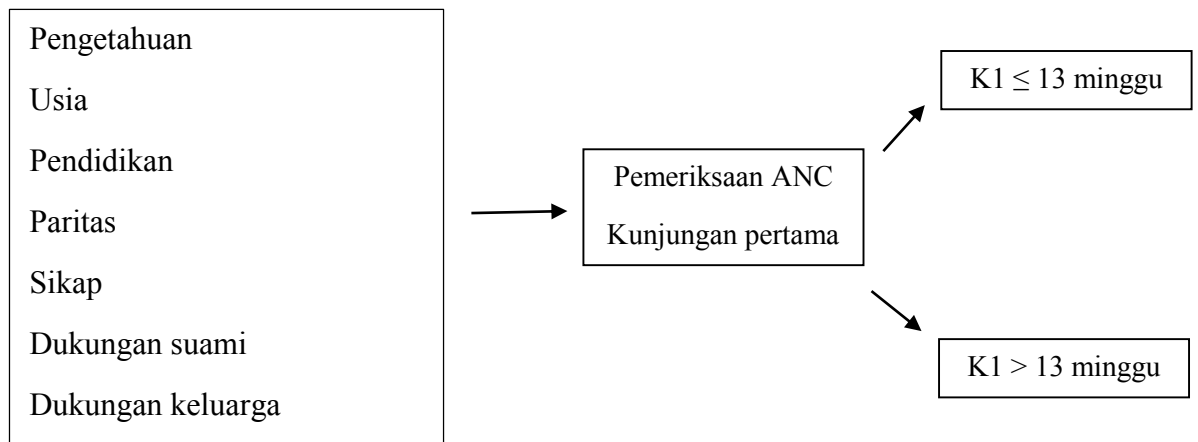 Pengetahuan
Usia
Pendidikan
Paritas
Sikap
Dukungan suami
Dukungan keluarga
Pemeriksaan ANC
Kunjungan pertama
K1 ≤ 13 minggu
K1 > 13 minggu